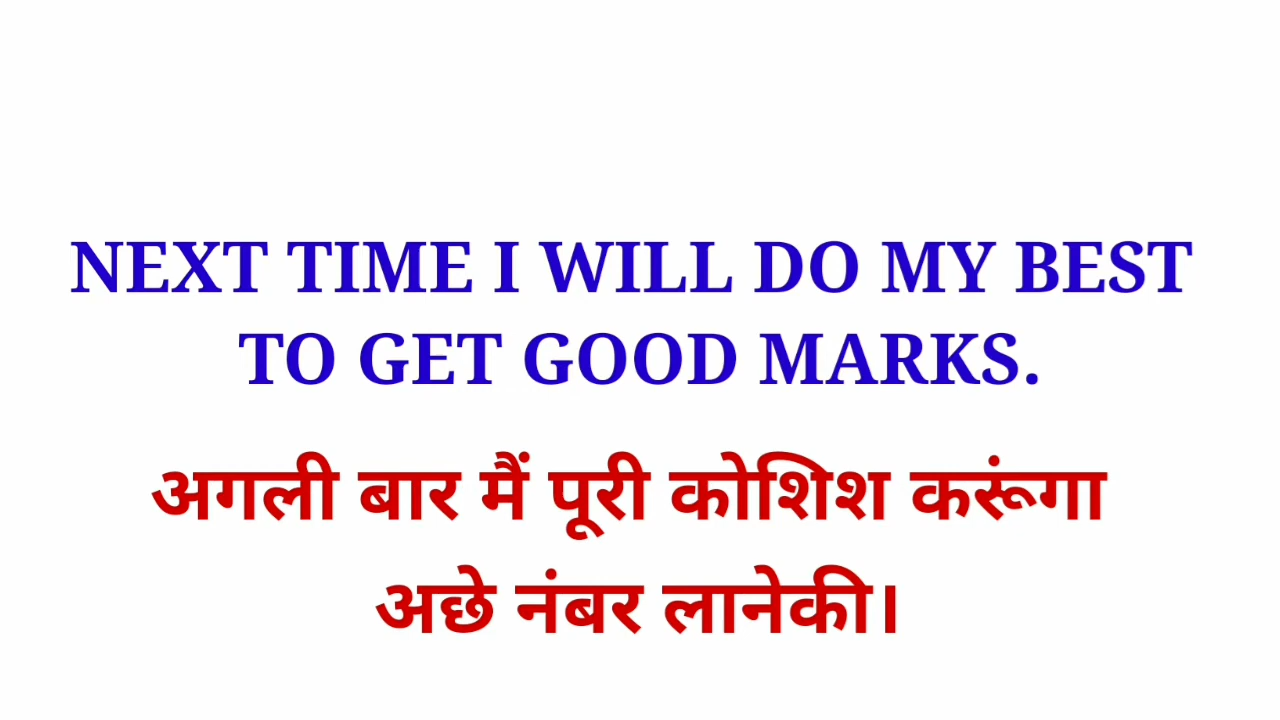 NEXT TIME I WILL DO MY BEST
TO GET GOOD MARKS.
अगली बार मैं पूरी कोशिश करूंगा
अछे नंबर लानेकी।